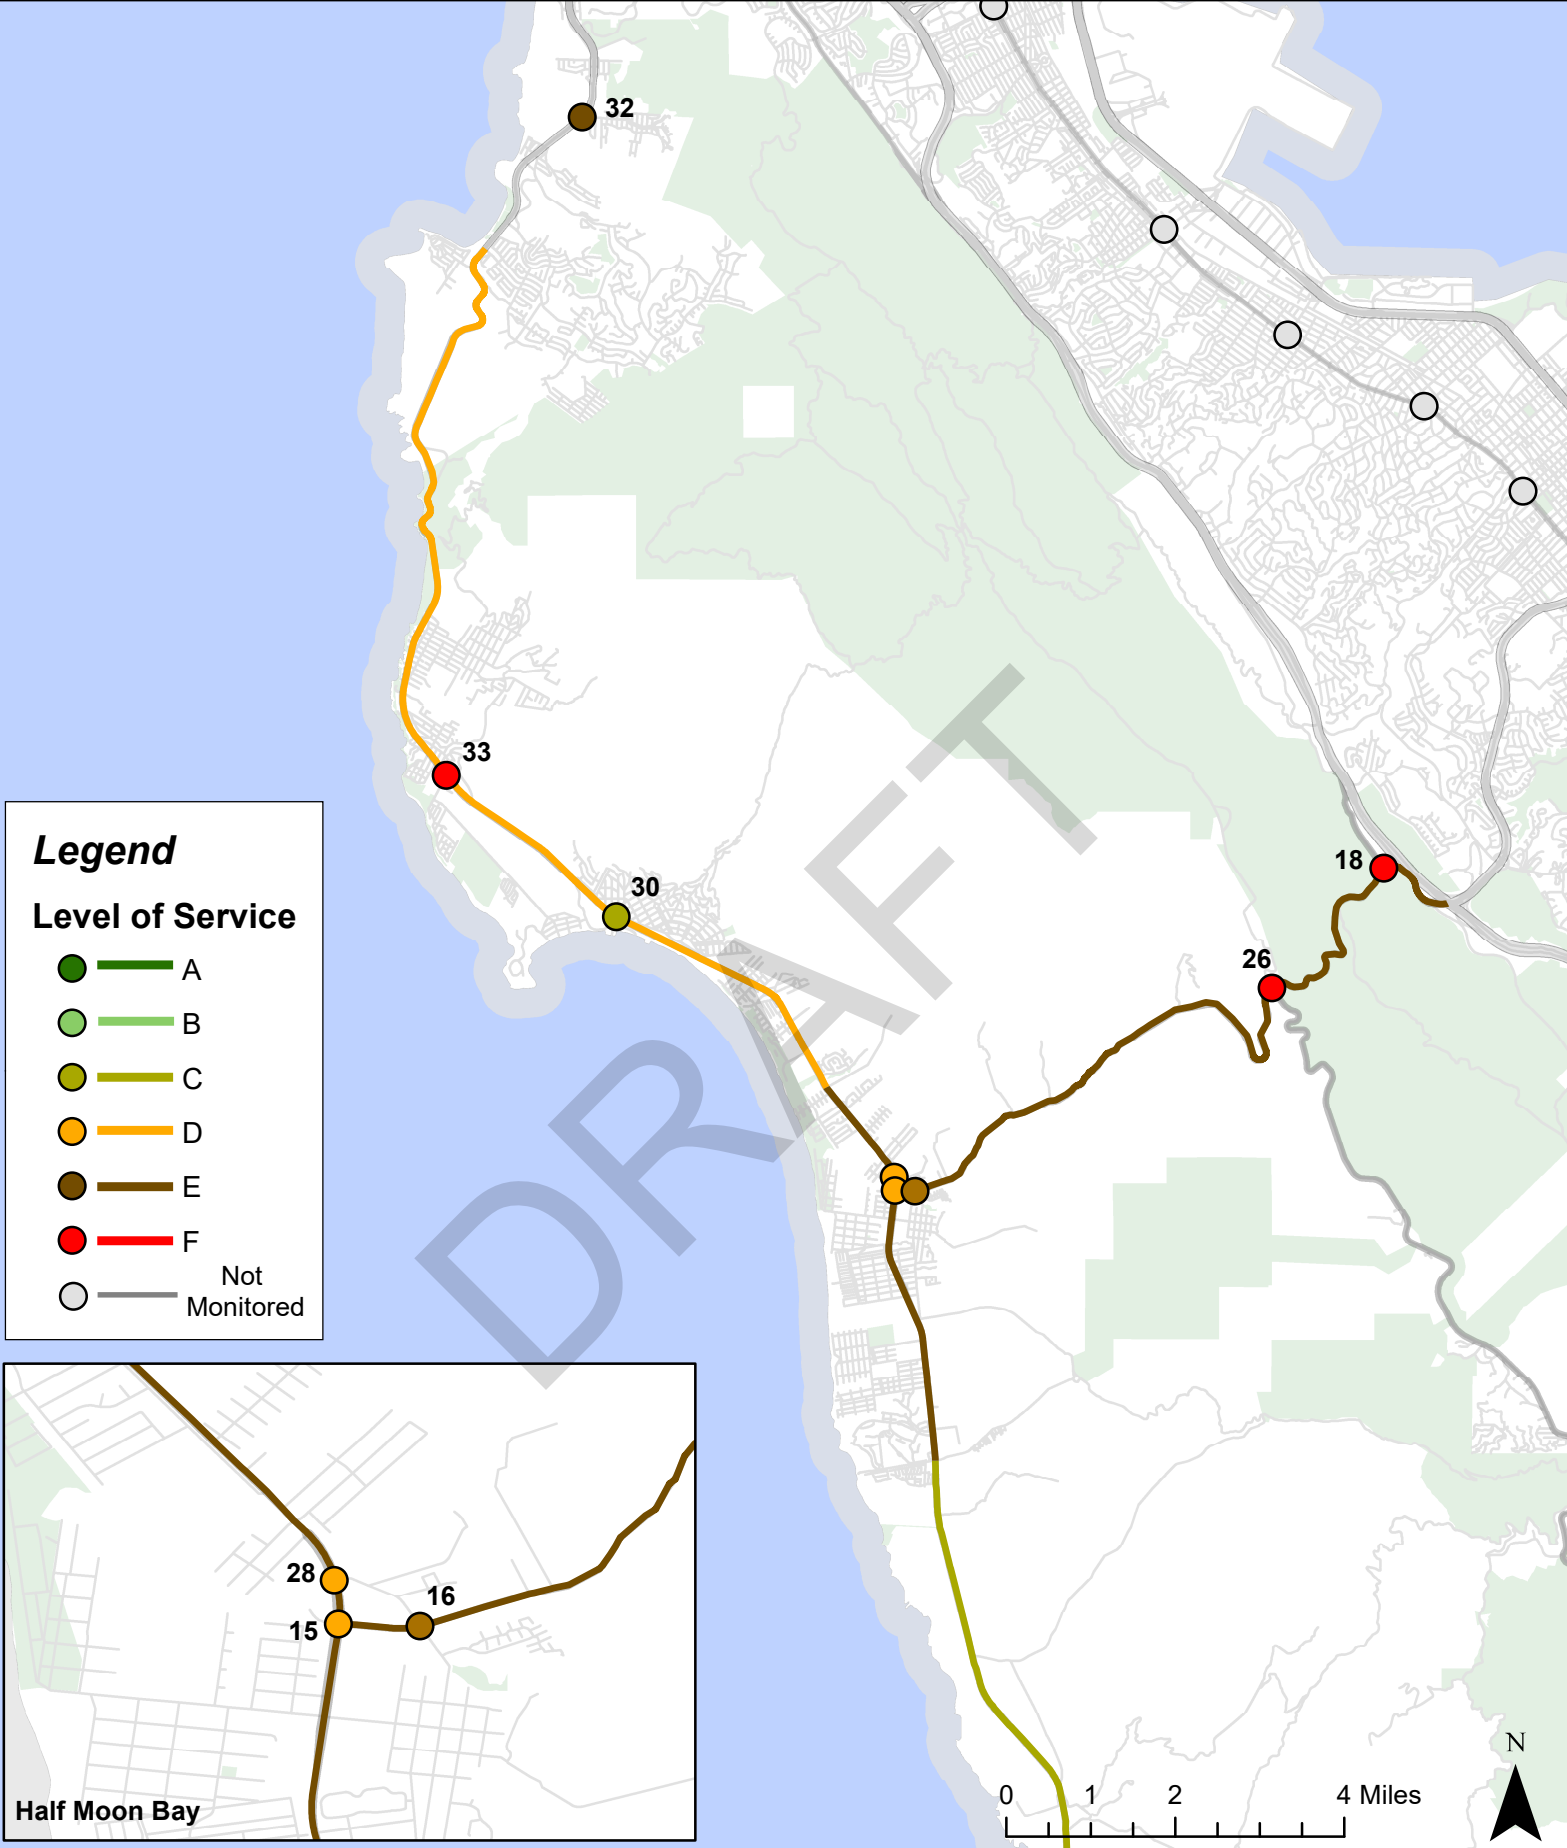 32
33
30
18
26
DRAFT
Legend
Level of Service
A
B
C
D
E
F
Not
Monitored
28
16
15
Half Moon Bay
N
0 1 2 4 Miles